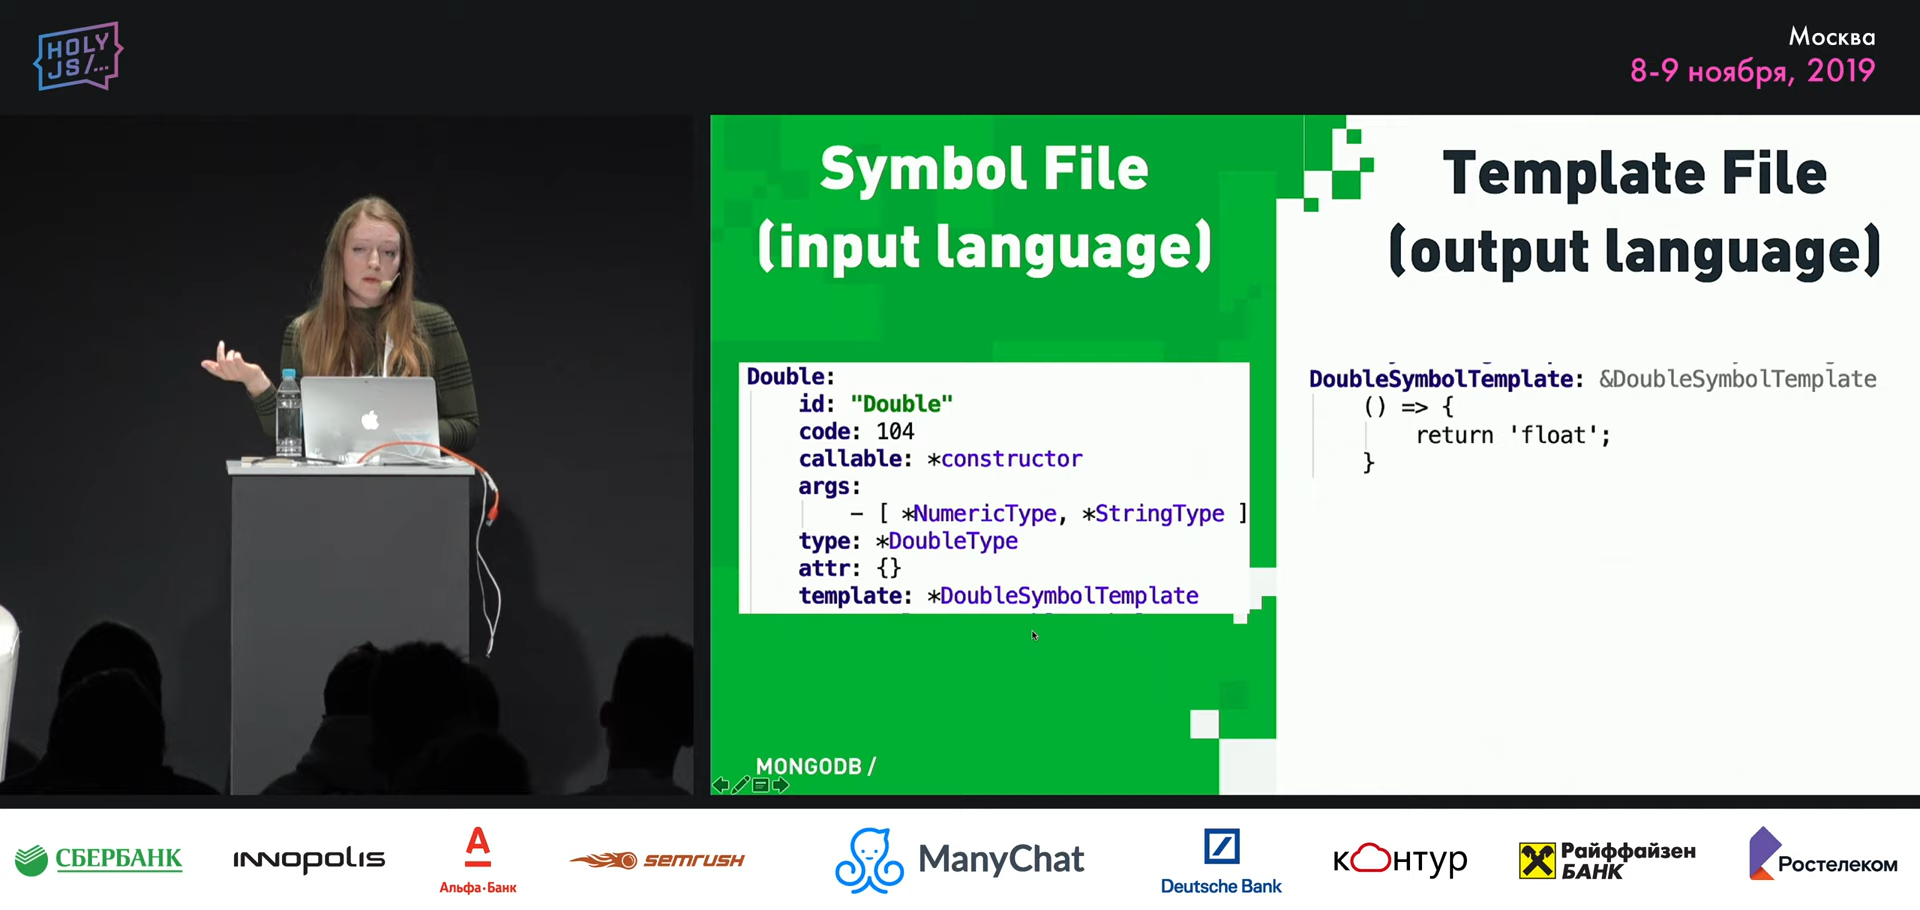 HOLY
JS/...
Москва
8-9 ноября, 2019
Symbol File
(input language)
Double:
id: "Double"
code: 104
callable: *constructor
args:
– [ *NumericType, *StringType ]
type: *DoubleType
attr: {}
template: *DoubleSymbolTemplate
MONGODB /
Template File
(output language)
DoubleSymbolTemplate: &DoubleSymbolTemplate
() => {
return 'float';
}
СБЕРБАНК
INNOPOLIS
Альфа·Банк
SEMRUSH
ManyChat
Deutsche Bank
контур
Райффайзен
БАНК
Ростелеком